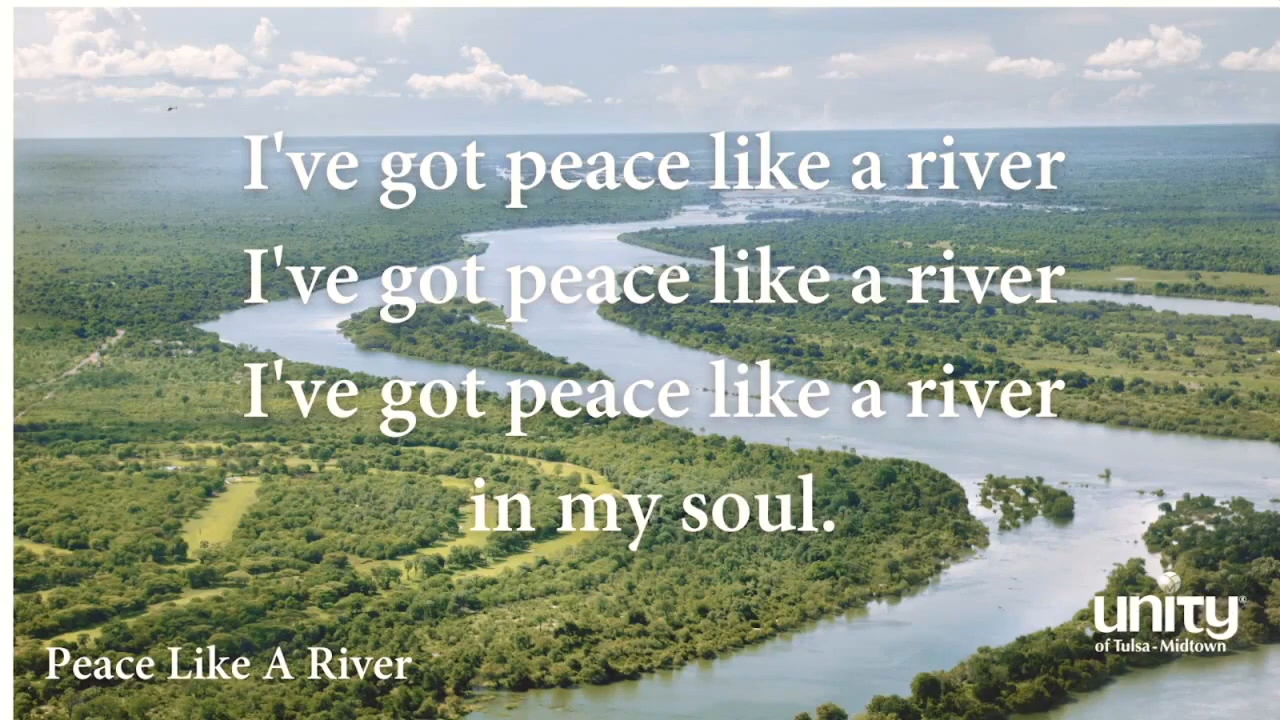 I've got peace like a river
I've got peace like a river
I've got peace like a river
in my soul.
Peace Like A River
unity®
of Tulsa - Midtown